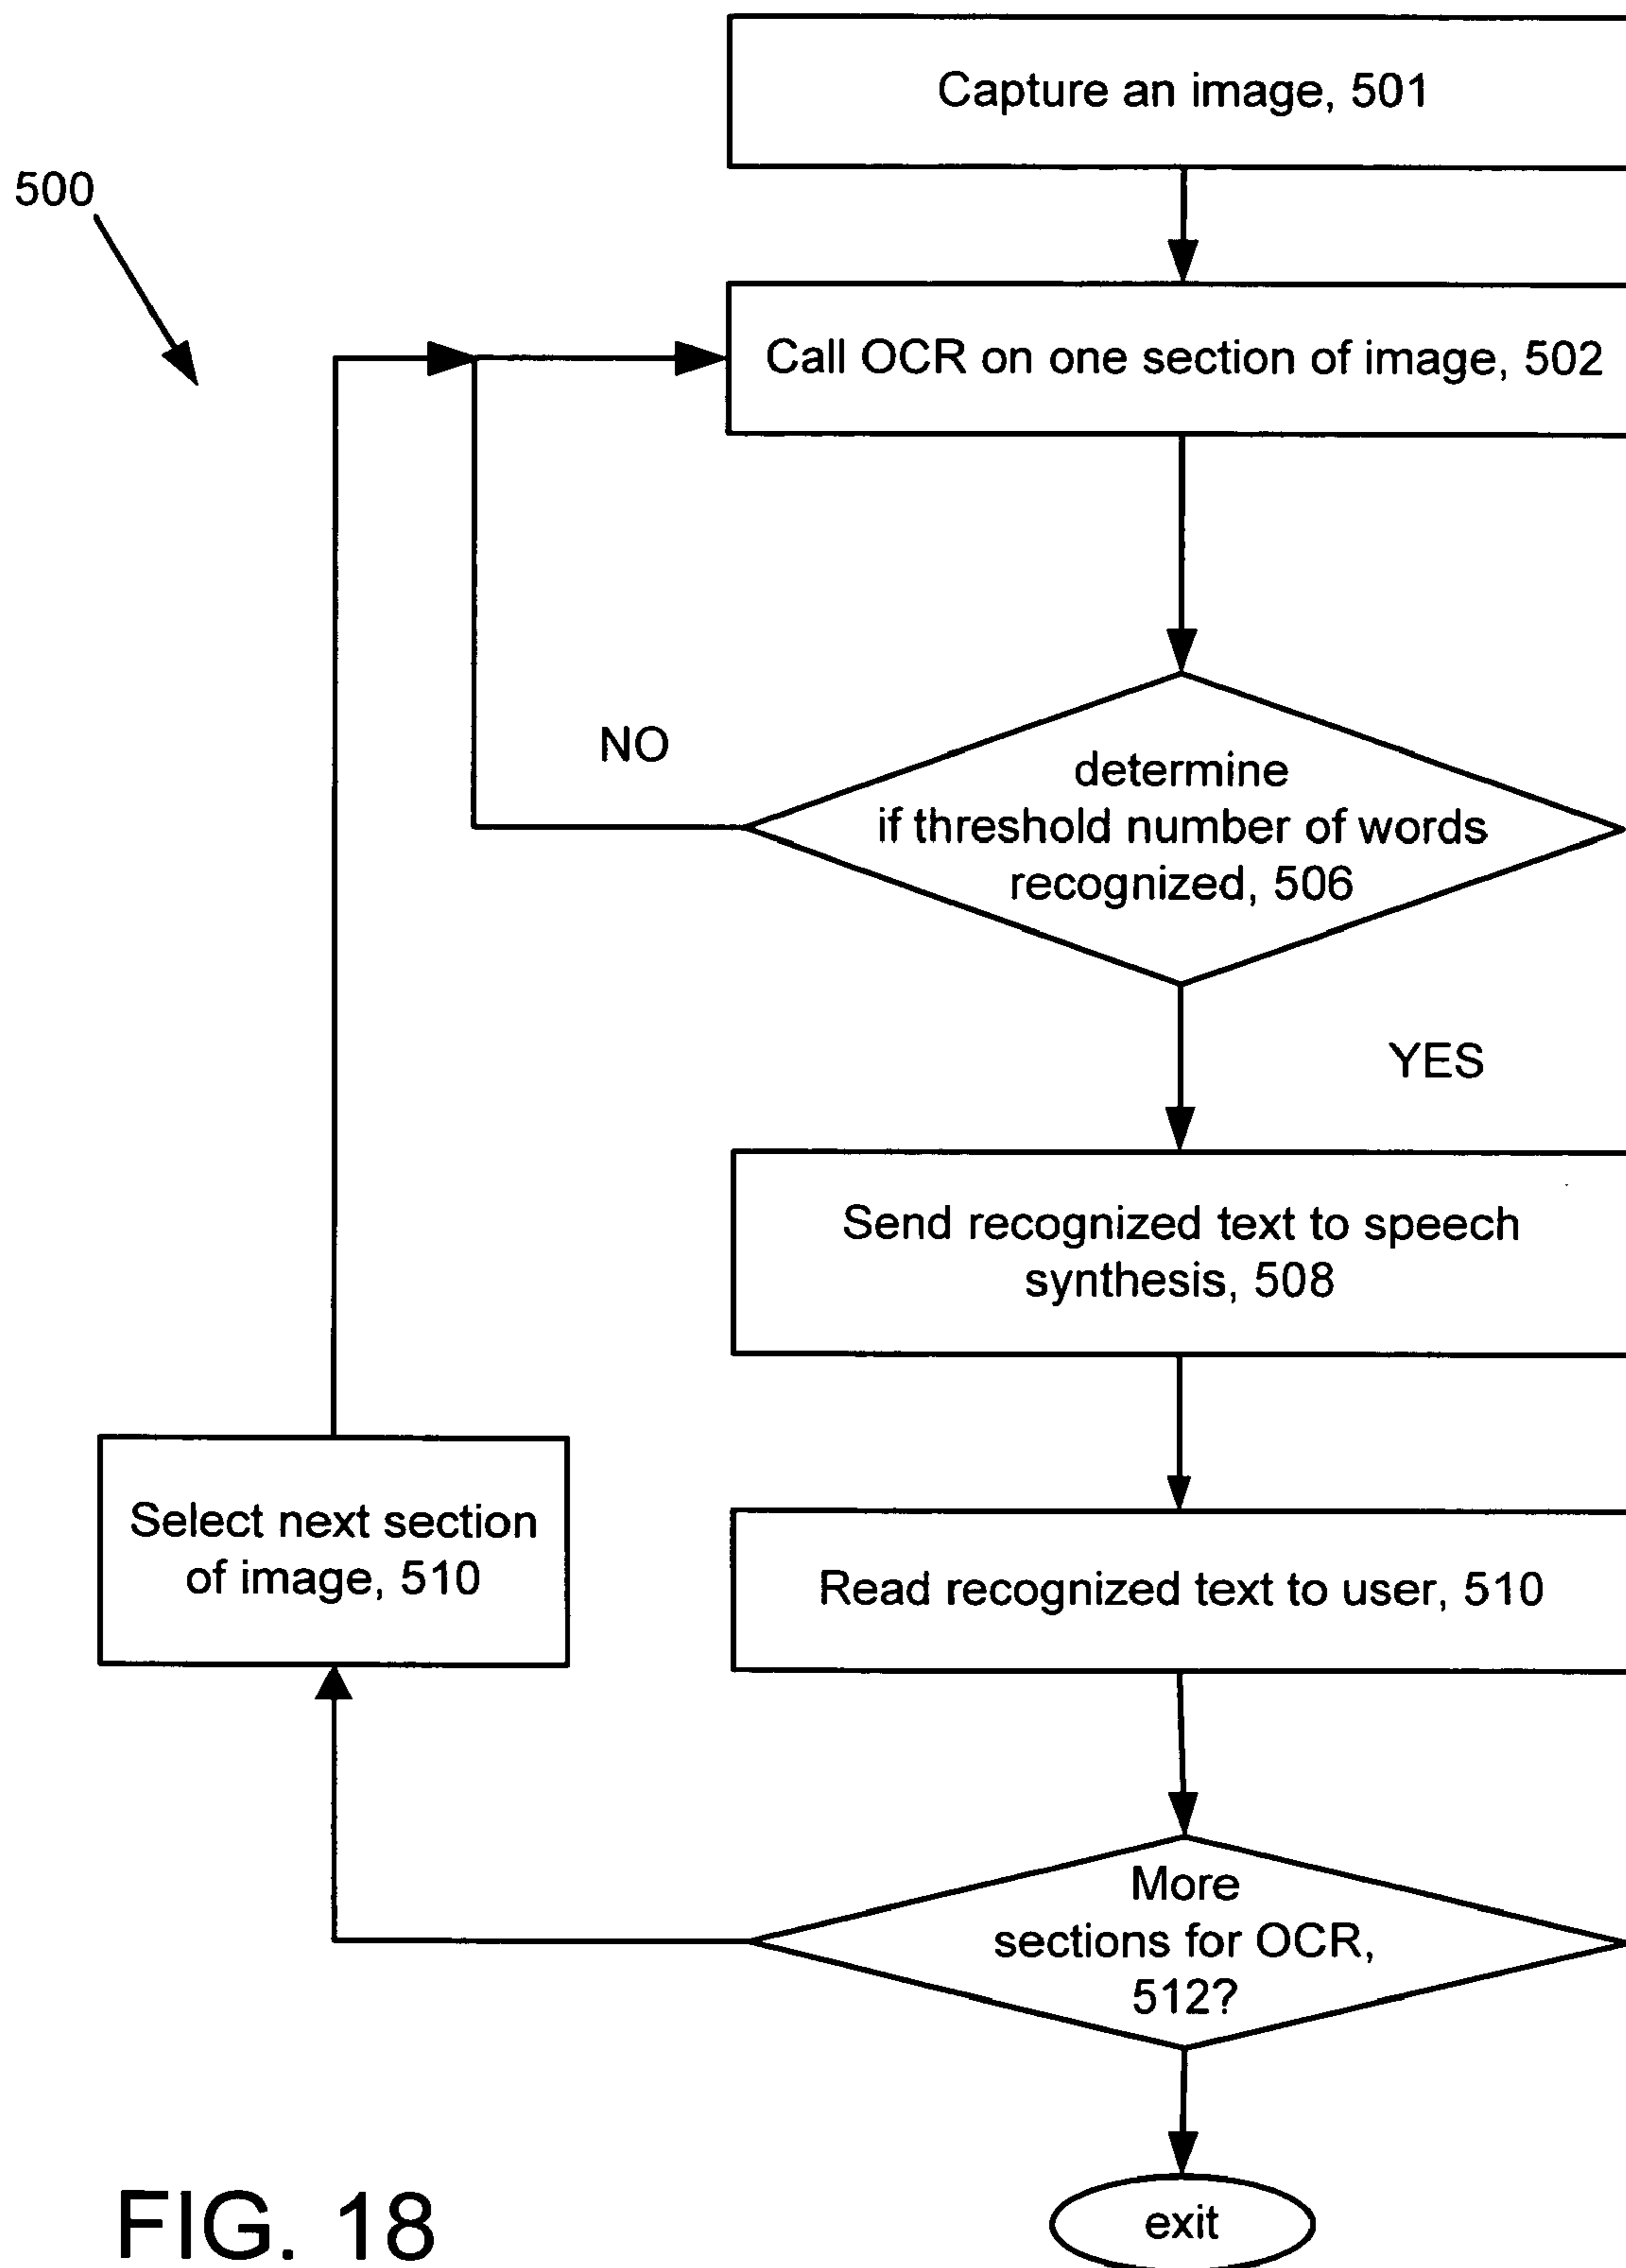 Capture an image, 501
500
Call OCR on one section of image, 502
NO
determine
if threshold number of words
recognized, 506
YES
Send recognized text to speech
synthesis, 508
Select next section
of image, 510
Read recognized text to user, 510
More
sections for OCR,
512?
exit
FIG. 18